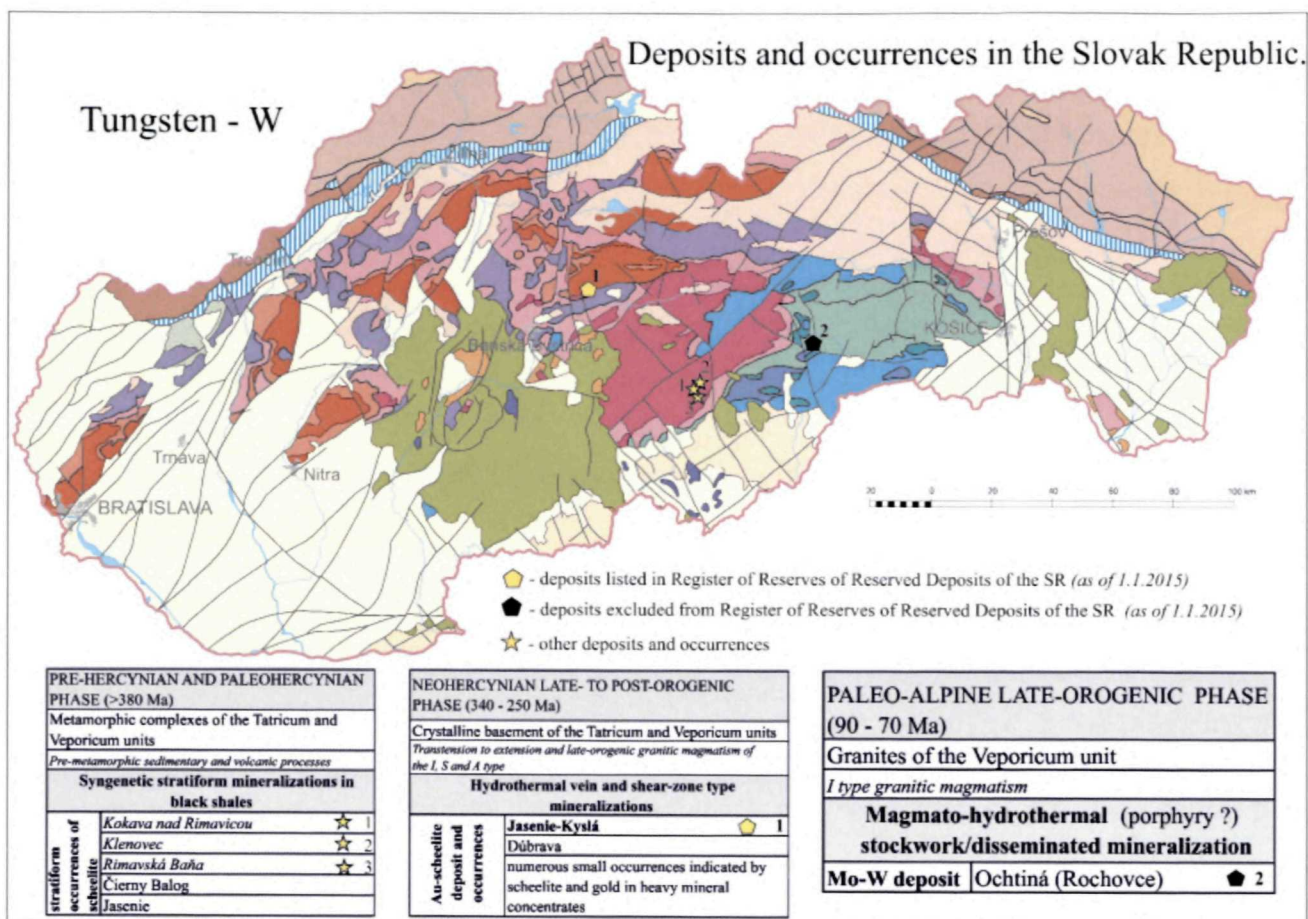 Deposits and occurrences in the Slovak Republic.
Tungsten - W
Prešov
1
2
KOŠICE
2
1
Trnava
Nitra
BRATISLAVA
20 0 20 40 60 80 100 km
- deposits listed in Register of Reserves of Reserved Deposits of the SR (as of 1.1.2015)
- deposits excluded from Register of Reserves of Reserved Deposits of the SR (as of 1.1.2015)
- other deposits and occurrences
PRE-HERCYNIAN AND PALEOHERCYNIAN
PHASE (>380 Ma)
Metamorphic complexes of the Tatricum and
Veporicum units
Pre-metamorphic sedimentary and volcanic processes
Syngenetic stratiform mineralizations in
black shales
stratiform
occurrences of
scheelite
Kokava nad Rimavicou 1
Klenovec 2
Rimavská Baňa 3
Čierny Balog
Jasenie
NEOHERCYNIAN LATE- TO POST-OROGENIC
PHASE (340 - 250 Ma)
Crystalline basement of the Tatricum and Veporicum units
Transtension to extension and late-orogenic granitic magmatism of
the I, S and A type
Hydrothermal vein and shear-zone type
mineralizations
Au-scheelite
deposit and
occurrences
Jasenie-Kyslá 1
Dúbrava
numerous small occurrences indicated by
scheelite and gold in heavy mineral
concentrates
PALEO-ALPINE LATE-OROGENIC PHASE
(90 - 70 Ma)
Granites of the Veporicum unit
I type granitic magmatism
Magmato-hydrothermal (porphyry ?)
stockwork/disseminated mineralization
Mo-W deposit Ochtiná (Rochovce) 2